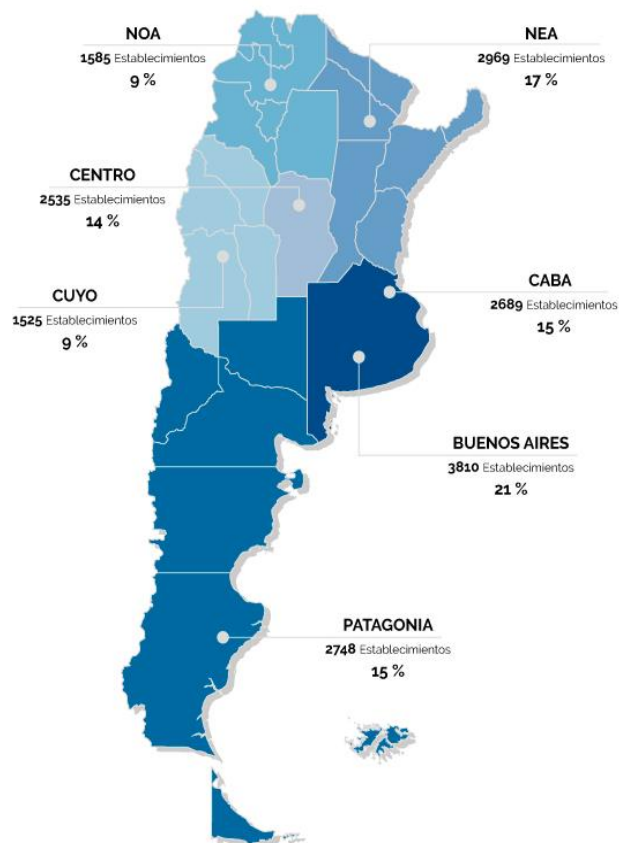 NOA
1585 Establecimientos
9 %
NEA
2969 Establecimientos
17 %
CENTRO
2535 Establecimientos
14 %
CABA
2689 Establecimientos
15 %
CUYO
1525 Establecimientos
9 %
BUENOS AIRES
3810 Establecimientos
21 %
PATAGONIA
2748 Establecimientos
15 %